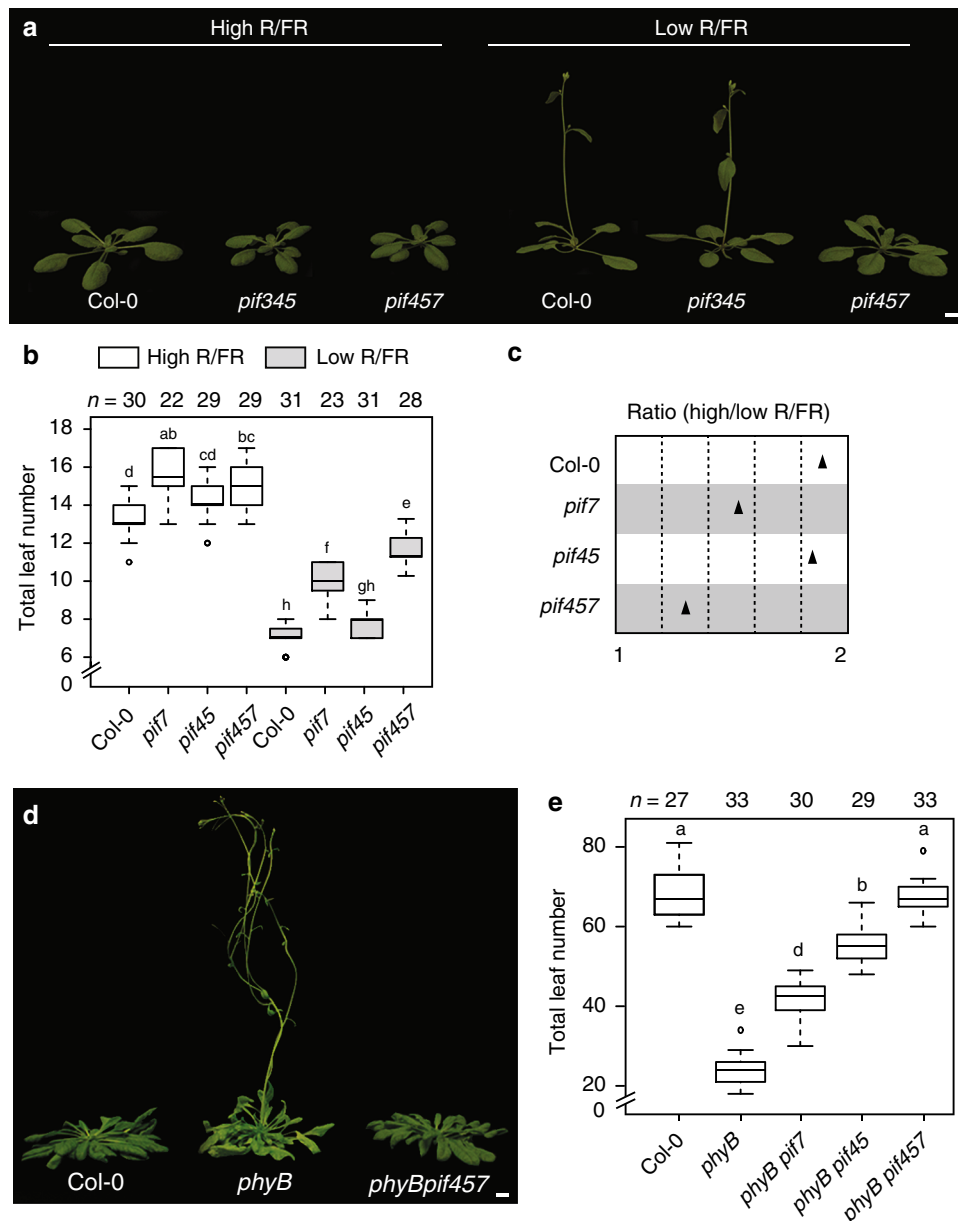 a
High R/FR
Low R/FR
Col-0
pif345
pif457
Col-0
pif345
pif457
b
High R/FR
Low R/FR
n = 30 22 29 29 31 23 31 28
Total leaf number
18
16
14
12
10
8
6
0
d
ab
cd
bc
h
f
gh
e
Col-0
pif7
pif45
pif457
Col-0
pif7
pif45
pif457
c
Ratio (high/low R/FR)
Col-0
pif7
pif45
pif457
1
2
d
Col-0
phyB
phyBpif457
e
n = 27 33 30 29 33
Total leaf number
80
60
40
20
0
a
e
d
b
a
Col-0
phyB
phyB pif7
phyB pif45
phyB pif457